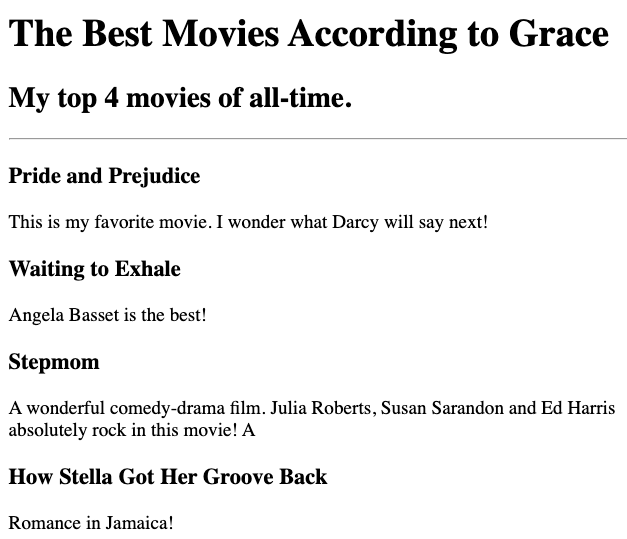 The Best Movies According to Grace
My top 4 movies of all-time.
Pride and Prejudice
This is my favorite movie. I wonder what Darcy will say next!
Waiting to Exhale
Angela Basset is the best!
Stepmom
A wonderful comedy-drama film. Julia Roberts, Susan Sarandon and Ed Harris
absolutely rock in this movie! A
How Stella Got Her Groove Back
Romance in Jamaica!